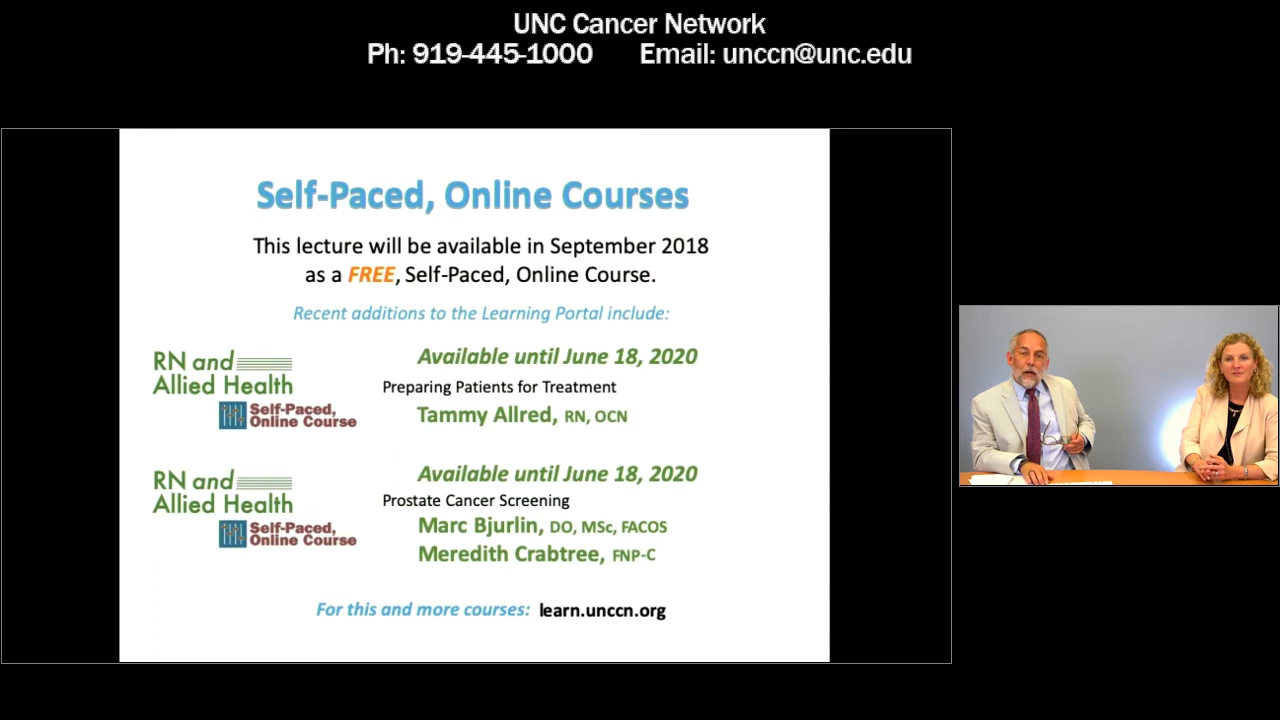 UNC Cancer Network
Ph: 919-445-1000 Email: unccn@unc.edu
Self-Paced, Online Courses
This lecture will be available in September 2018
as a FREE, Self-Paced, Online Course.
Recent additions to the Learning Portal include:
RN and
Allied Health
Self-Paced,
Online Course
Available until June 18, 2020
Preparing Patients for Treatment
Tammy Allred, RN, OCN
RN and
Allied Health
Self-Paced,
Online Course
Available until June 18, 2020
Prostate Cancer Screening
Marc Bjurlin, DO, MSc, FACOS
Meredith Crabtree, FNP-C
For this and more courses: learn.unccn.org